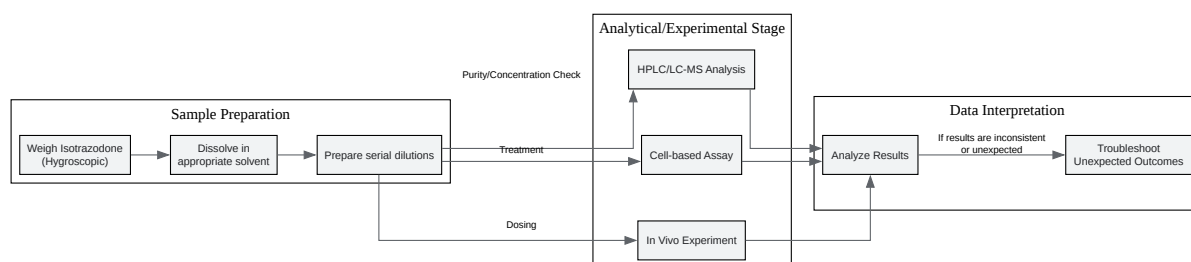 Analytical/Experimental Stage
HPLC/LC-MS Analysis
Purity/Concentration Check
Sample Preparation
Data Interpretation
Weigh Isotrazodone
(Hygroscopic)
Dissolve in
appropriate solvent
Prepare serial dilutions
Treatment
Cell-based Assay
Analyze Results
If results are inconsistent
or unexpected
Troubleshoot
Unexpected Outcomes
Dosing
In Vivo Experiment